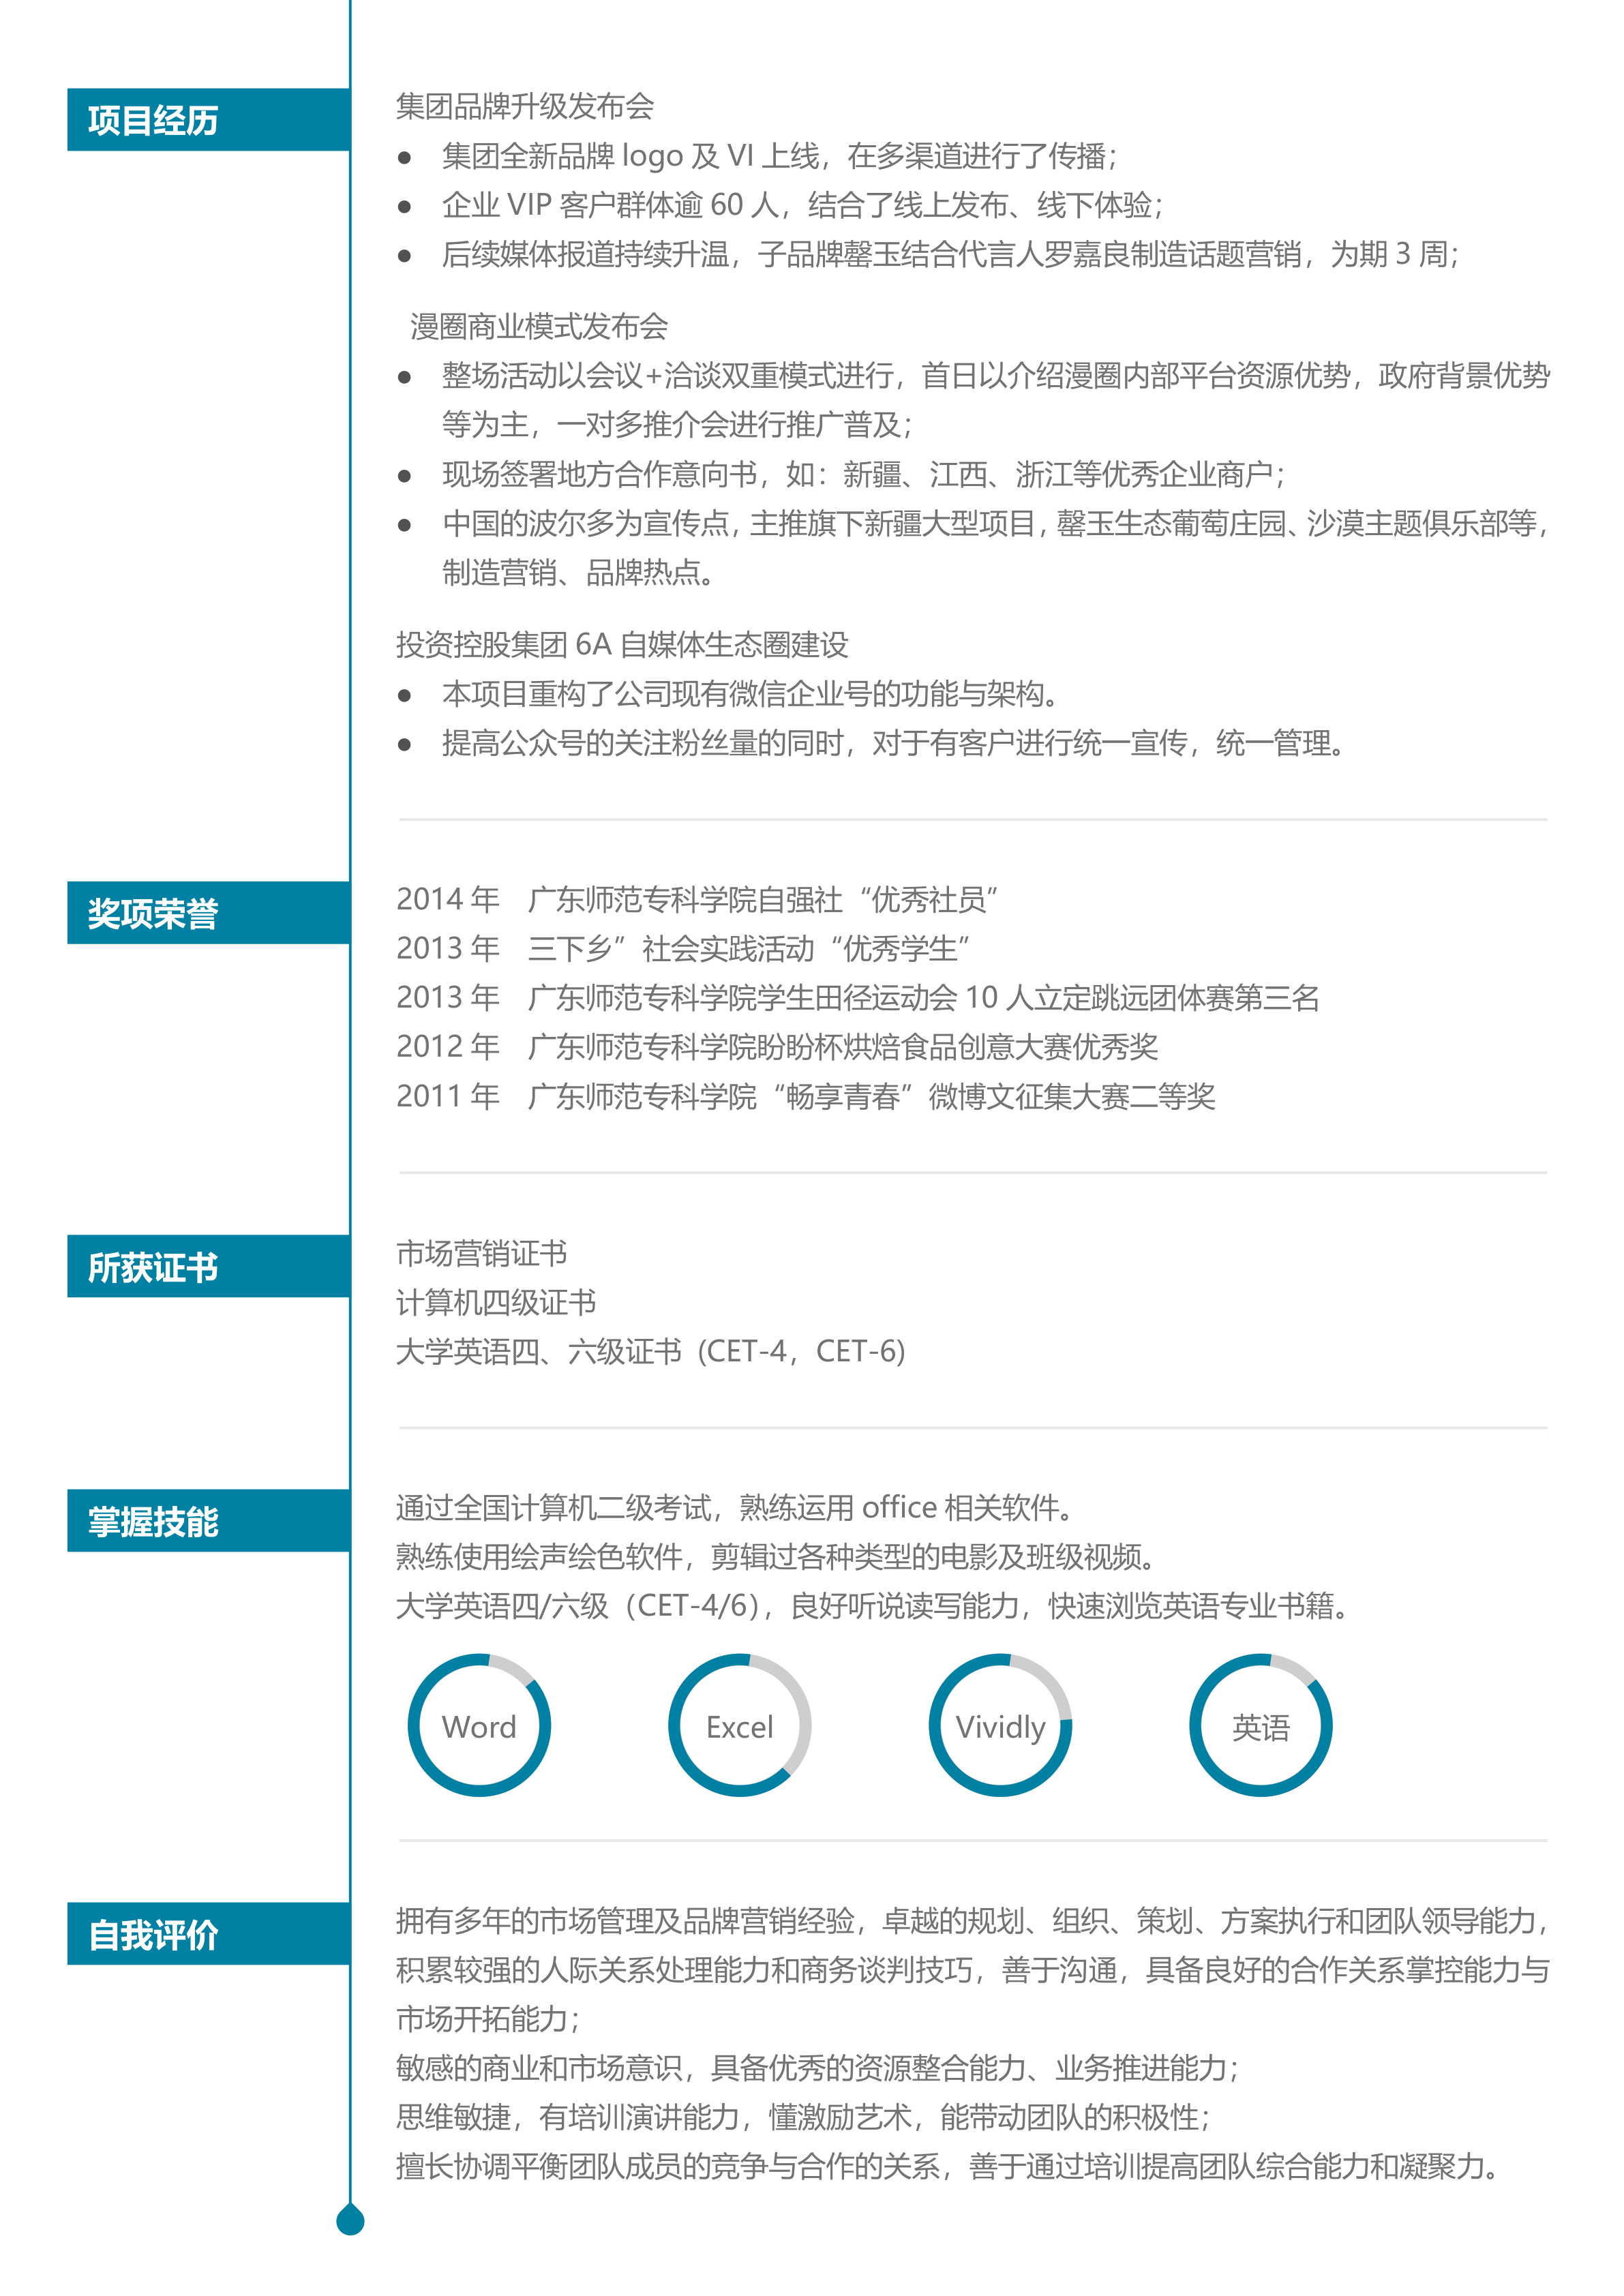 项目经历
集团品牌升级发布会
● 集团全新品牌 logo 及 VI 上线，在多渠道进行了传播；
● 企业 VIP 客户群体逾 60 人，结合了线上发布、线下体验；
● 后续媒体报道持续升温，子品牌罄玉结合代言人罗嘉良制造话题营销，为期 3 周；
漫圈商业模式发布会
● 整场活动以会议+洽谈双重模式进行，首日以介绍漫圈内部平台资源优势，政府背景优势
等为主，一对多推介会进行推广普及；
● 现场签署地方合作意向书，如：新疆、江西、浙江等优秀企业商户；
● 中国的波尔多为宣传点，主推旗下新疆大型项目，罄玉生态葡萄庄园、沙漠主题俱乐部等，
制造营销、品牌热点。
投资控股集团 6A 自媒体生态圈建设
● 本项目重构了公司现有微信企业号的功能与架构。
● 提高公众号的关注粉丝量的同时，对于有客户进行统一宣传，统一管理。
奖项荣誉
2014 年 广东师范专科学院自强社“优秀社员”
2013 年 三下乡”社会实践活动“优秀学生”
2013 年 广东师范专科学院学生田径运动会 10 人立定跳远团体赛第三名
2012 年 广东师范专科学院盼盼杯烘焙食品创意大赛优秀奖
2011 年 广东师范专科学院“畅享青春”微博文征集大赛二等奖
所获证书
市场营销证书
计算机四级证书
大学英语四、六级证书 (CET-4，CET-6)
掌握技能
通过全国计算机二级考试，熟练运用 office 相关软件。
熟练使用绘声绘色软件，剪辑过各种类型的电影及班级视频。
大学英语四/六级（CET-4/6），良好听说读写能力，快速浏览英语专业书籍。
Word Excel Vividly 英语
自我评价
拥有多年的市场管理及品牌营销经验，卓越的规划、组织、策划、方案执行和团队领导能力，
积累较强的人际关系处理能力和商务谈判技巧，善于沟通，具备良好的合作关系掌控能力与
市场开拓能力；
敏感的商业和市场意识，具备优秀的资源整合能力、业务推进能力；
思维敏捷，有培训演讲能力，懂激励艺术，能带动团队的积极性；
擅长协调平衡团队成员的竞争与合作的关系，善于通过培训提高团队综合能力和凝聚力。